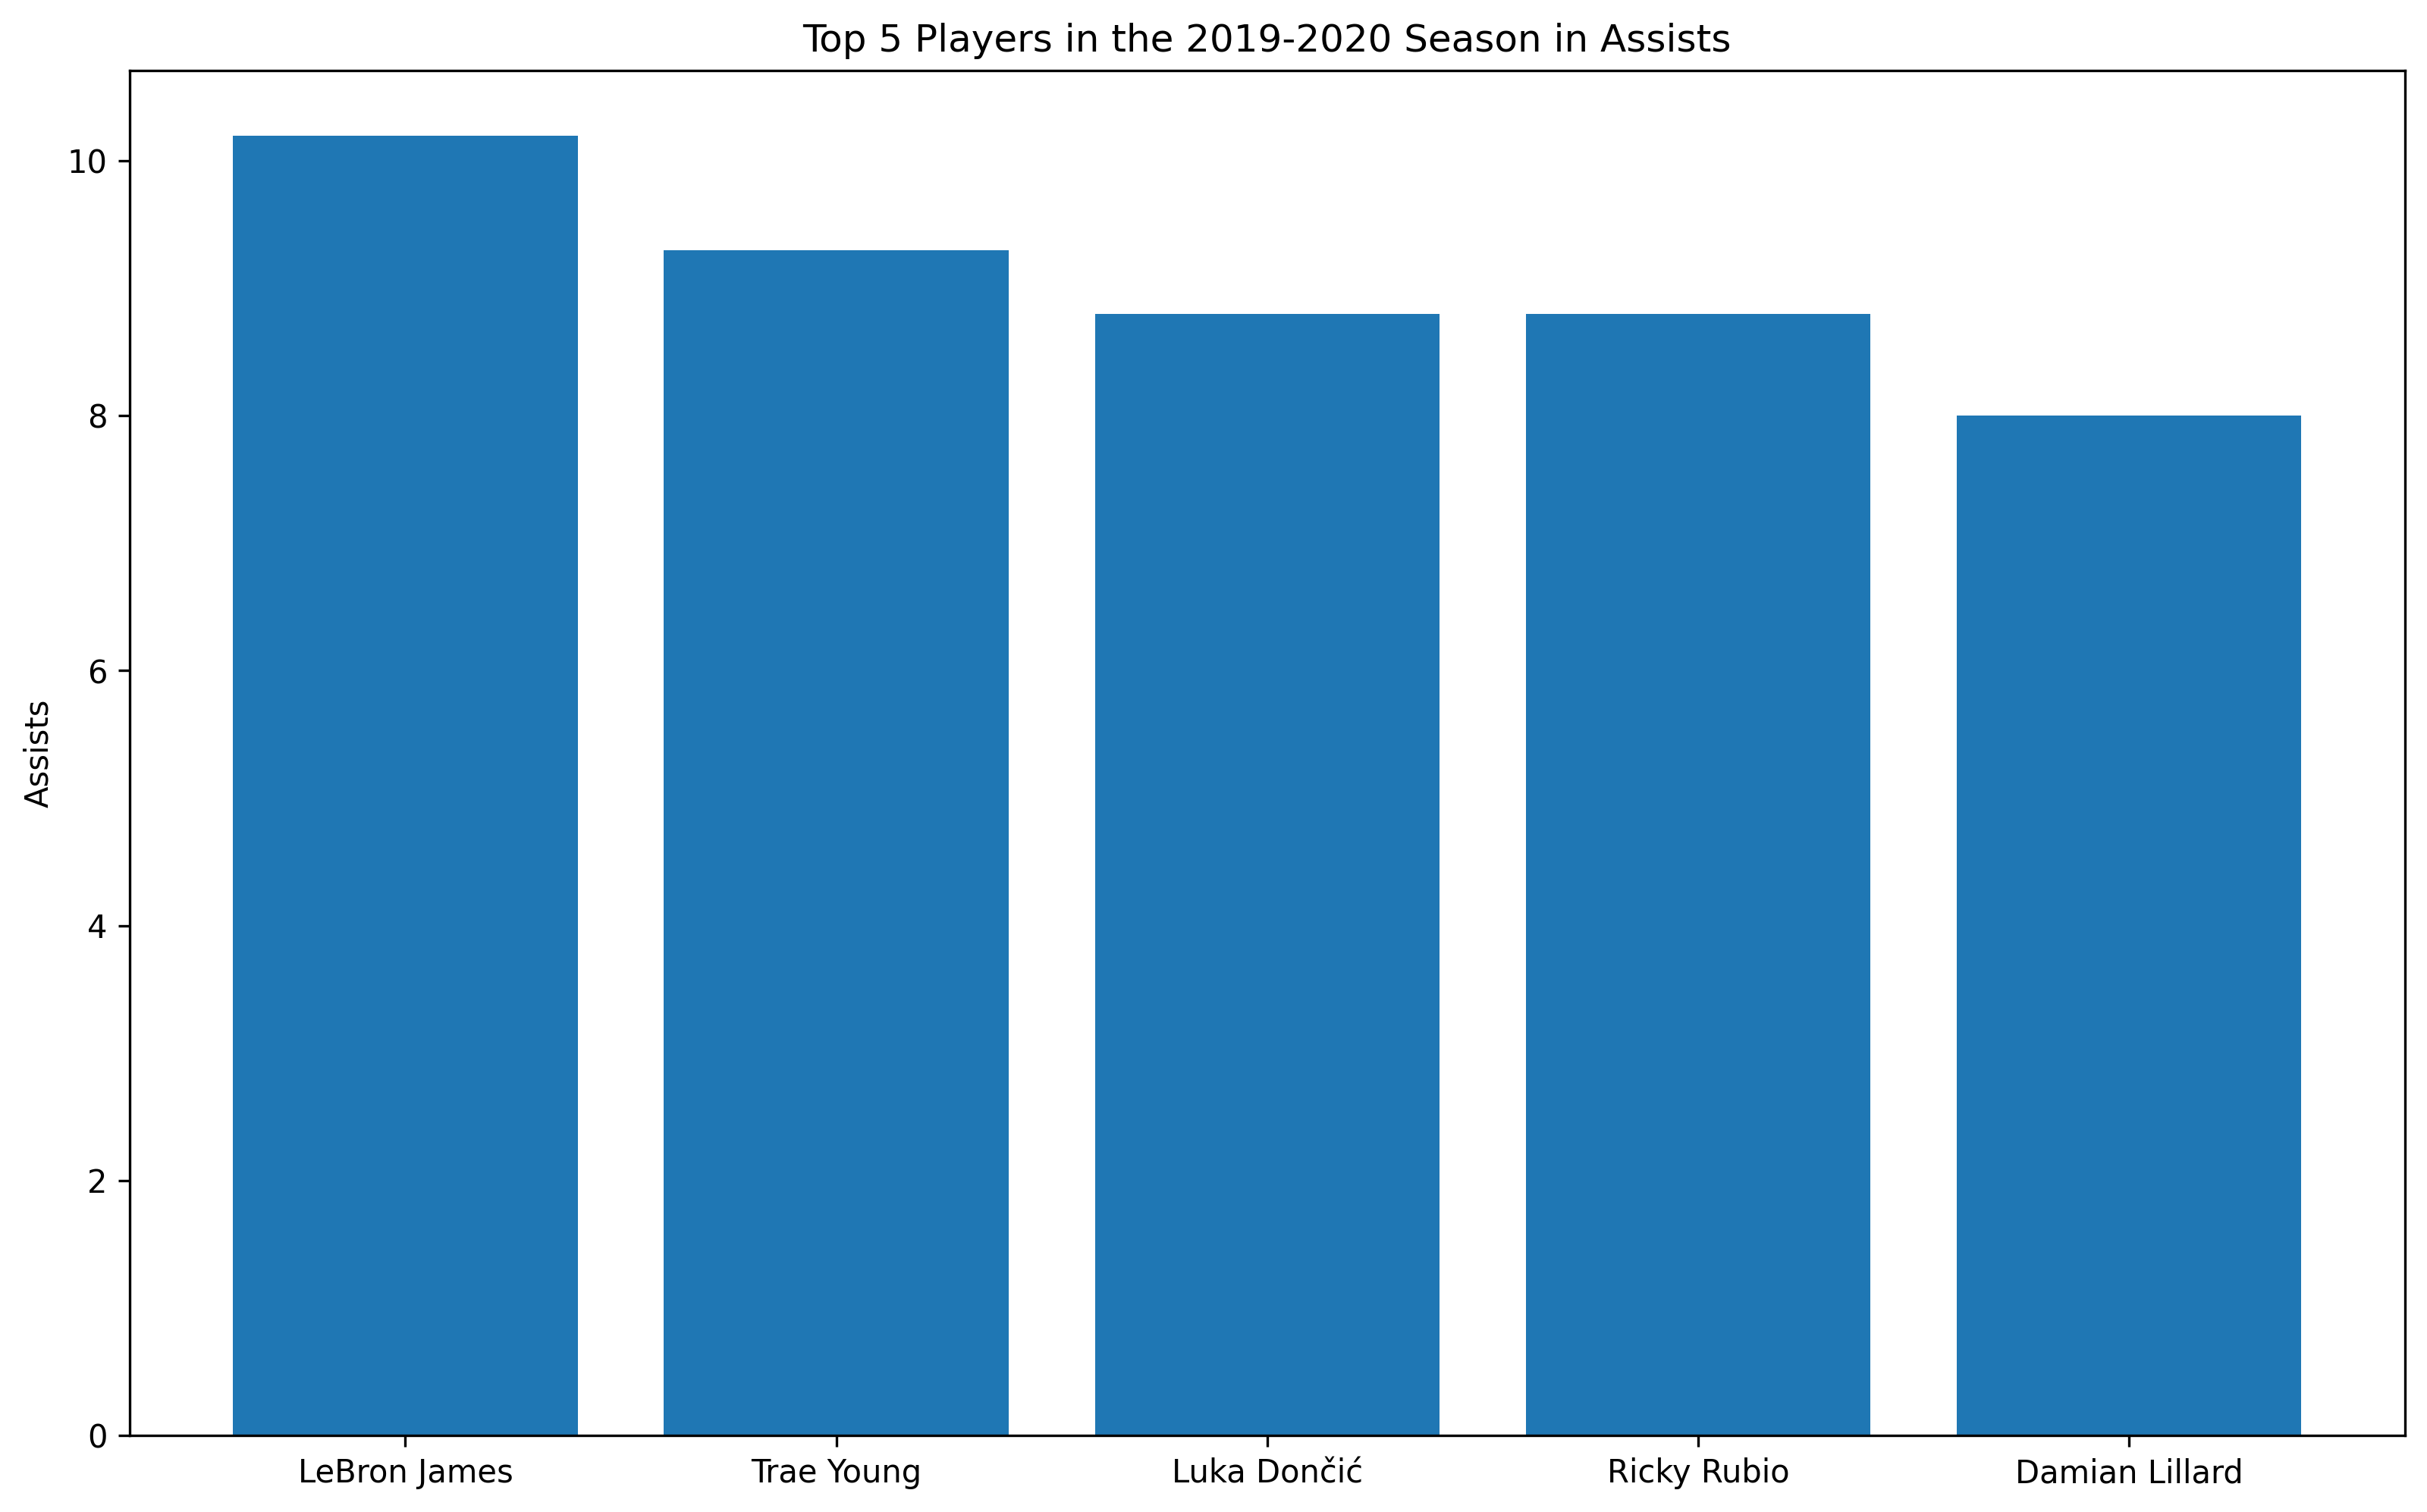 Top 5 Players in the 2019-2020 Season in Assists
Assists
10
8
6
4
2
0
LeBron James
Trae Young
Luka Dončić
Ricky Rubio
Damian Lillard